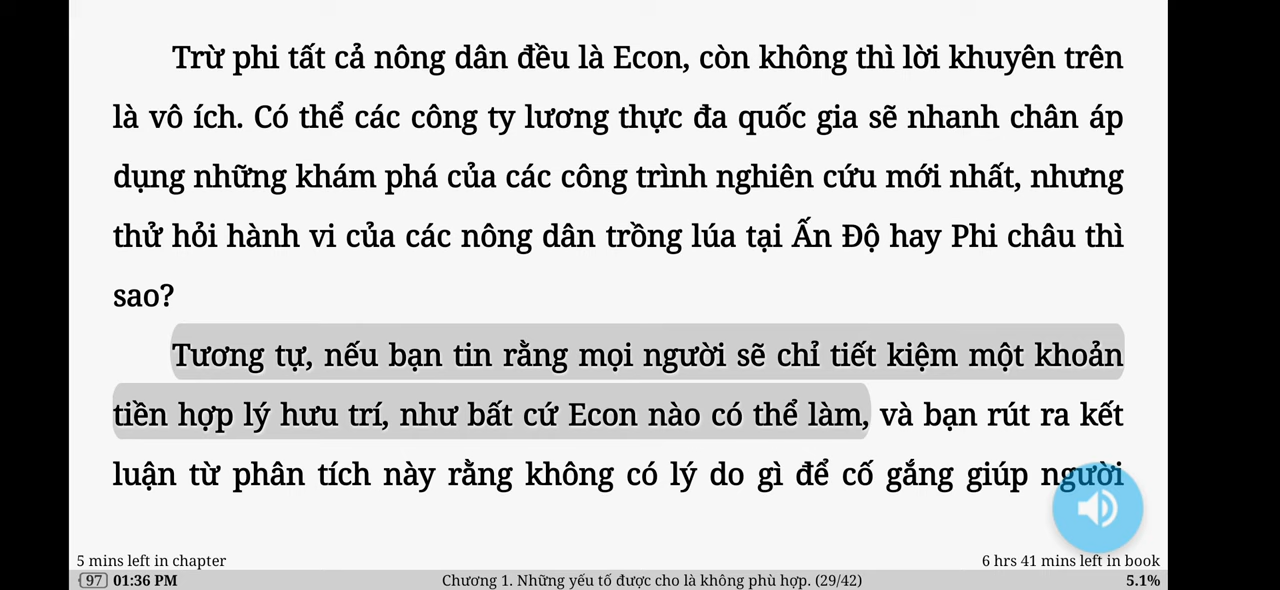 Trừ phi tất cả nông dân đều là Econ, còn không thì lời khuyên trên
là vô ích. Có thể các công ty lương thực đa quốc gia sẽ nhanh chân áp
dụng những khám phá của các công trình nghiên cứu mới nhất, nhưng
thử hỏi hành vi của các nông dân trồng lúa tại Ấn Độ hay Phi châu thì
sao?
Tương tự, nếu bạn tin rằng mọi người sẽ chỉ tiết kiệm một khoản
tiền hợp lý hưu trí, như bất cứ Econ nào có thể làm, và bạn rút ra kết
luận từ phân tích này rằng không có lý do gì để cố gắng giúp người
5 mins left in chapter 6 hrs 41 mins left in book
97 01:36 PM Chương 1. Những yếu tố được cho là không phù hợp. (29/42) 5.1%